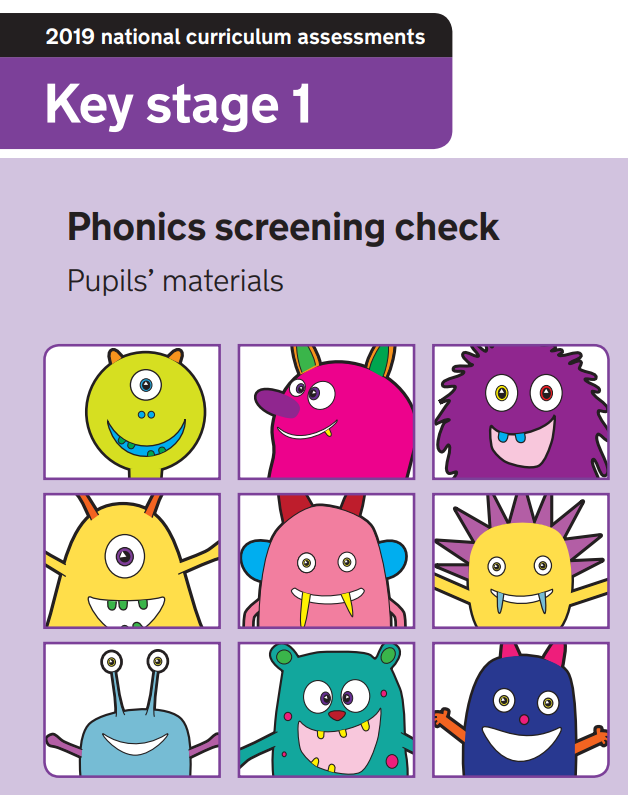 2019 national curriculum assessments
Key stage 1
Phonics screening check
Pupils’ materials